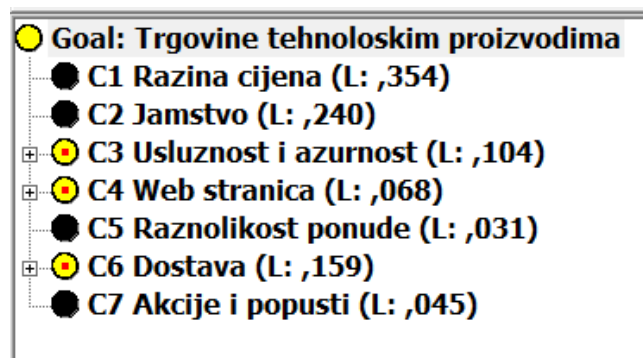 Goal: Trgovine tehnoloskim proizvodima
C1 Razina cijena (L: ,354)
C2 Jamstvo (L: ,240)
C3 Usluznost i azurnost (L: ,104)
C4 Web stranica (L: ,068)
C5 Raznolikost ponude (L: ,031)
C6 Dostava (L: ,159)
C7 Akcije i popusti (L: ,045)